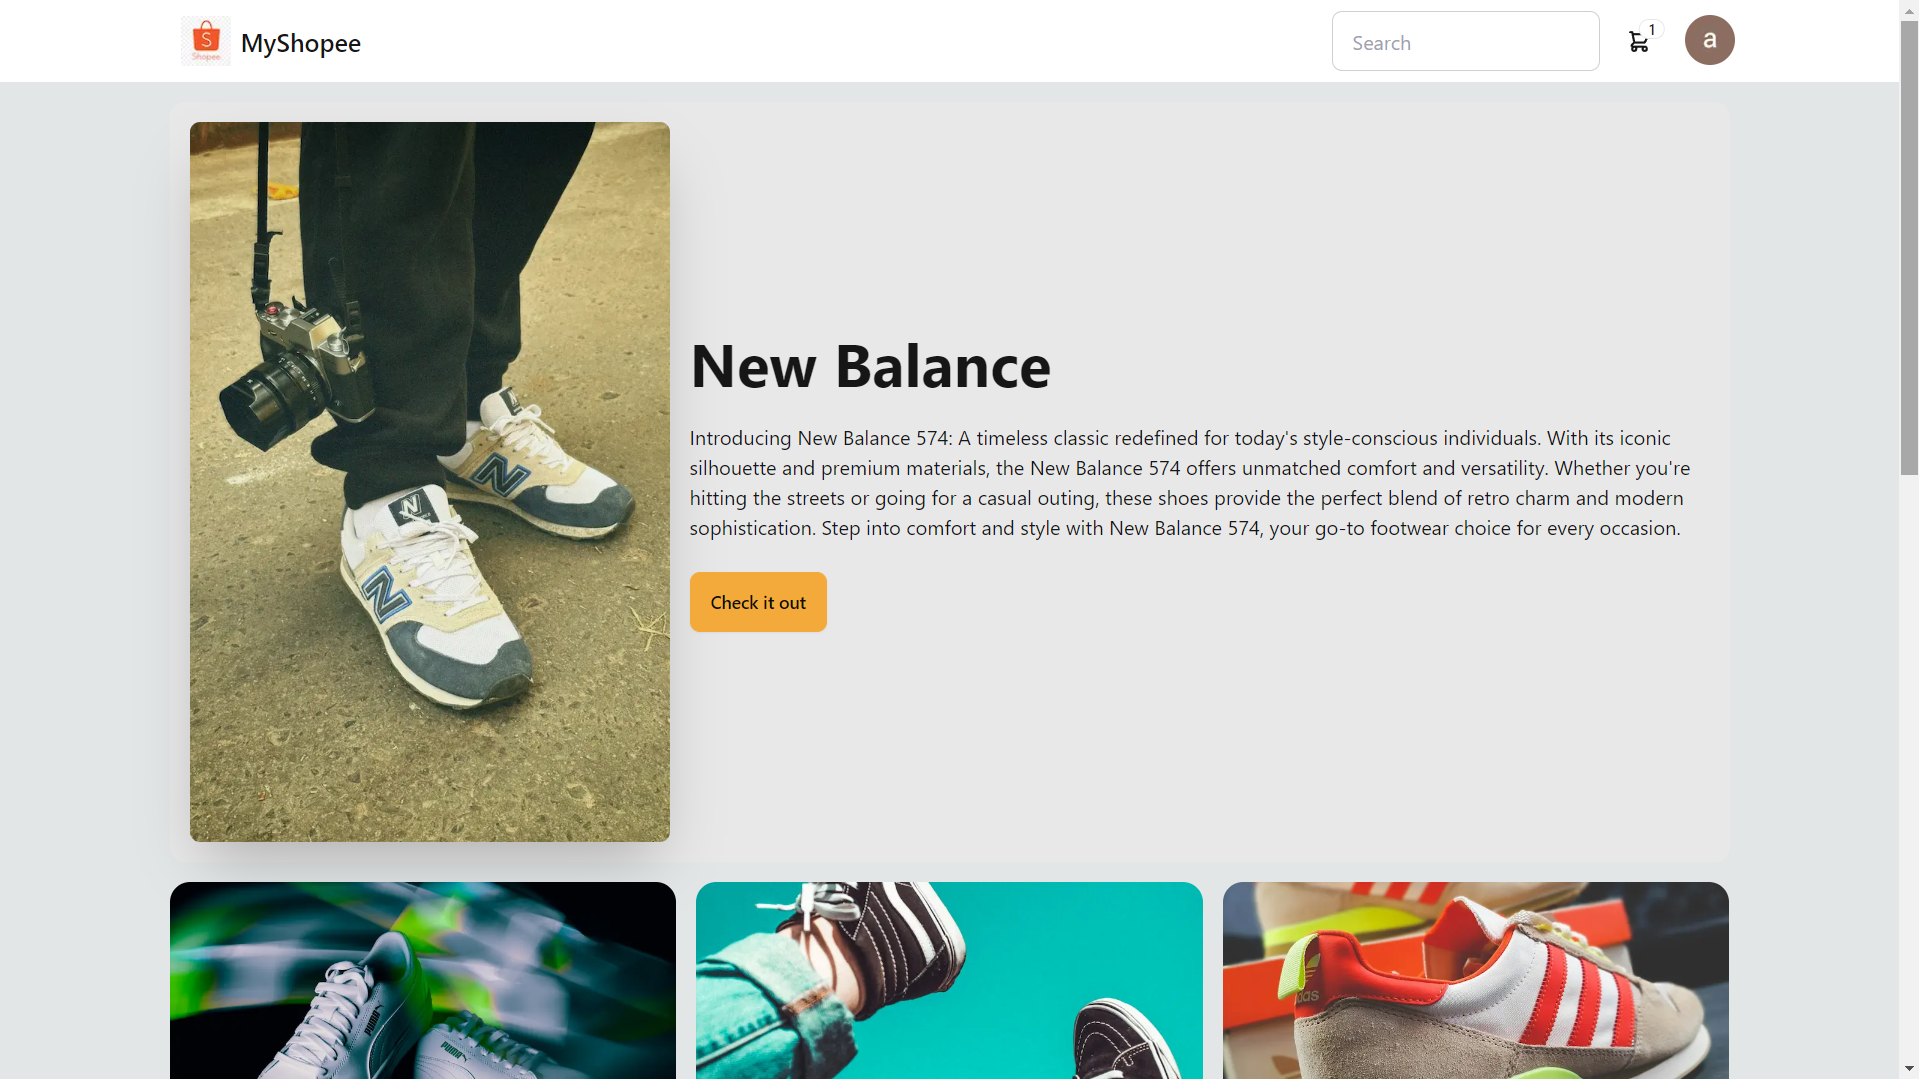 S
Shopee
MyShopee
Search
1
a
N
N
New Balance
Introducing New Balance 574: A timeless classic redefined for today's style-conscious individuals. With its iconic
silhouette and premium materials, the New Balance 574 offers unmatched comfort and versatility. Whether you're
hitting the streets or going for a casual outing, these shoes provide the perfect blend of retro charm and modern
sophistication. Step into comfort and style with New Balance 574, your go-to footwear choice for every occasion.
Check it out
PUMA
PUMA
adidas